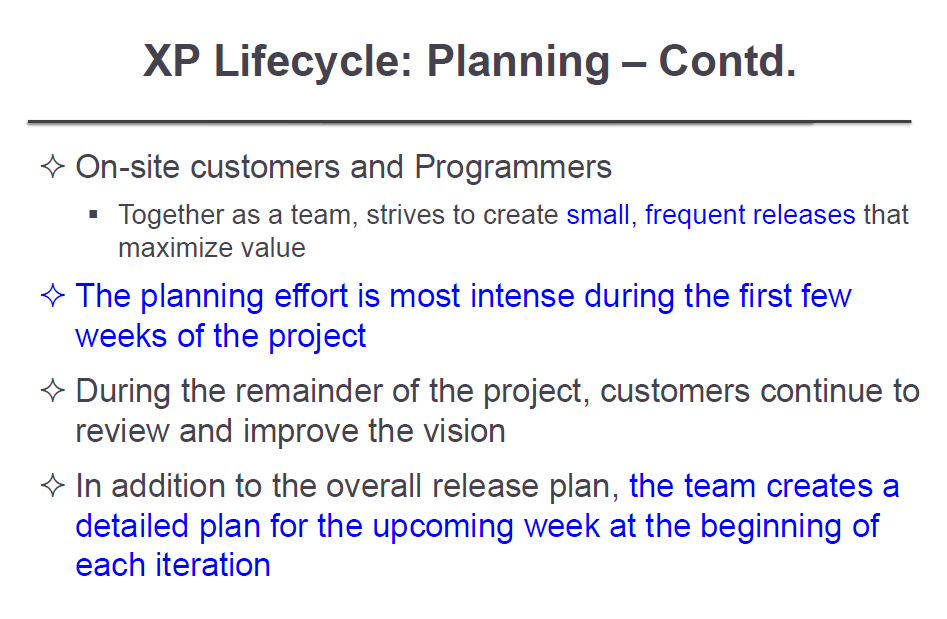 XP Lifecycle: Planning – Contd.
✧ On-site customers and Programmers
▪ Together as a team, strives to create small, frequent releases that
maximize value
✧ The planning effort is most intense during the first few
weeks of the project
✧ During the remainder of the project, customers continue to
review and improve the vision
✧ In addition to the overall release plan, the team creates a
detailed plan for the upcoming week at the beginning of
each iteration